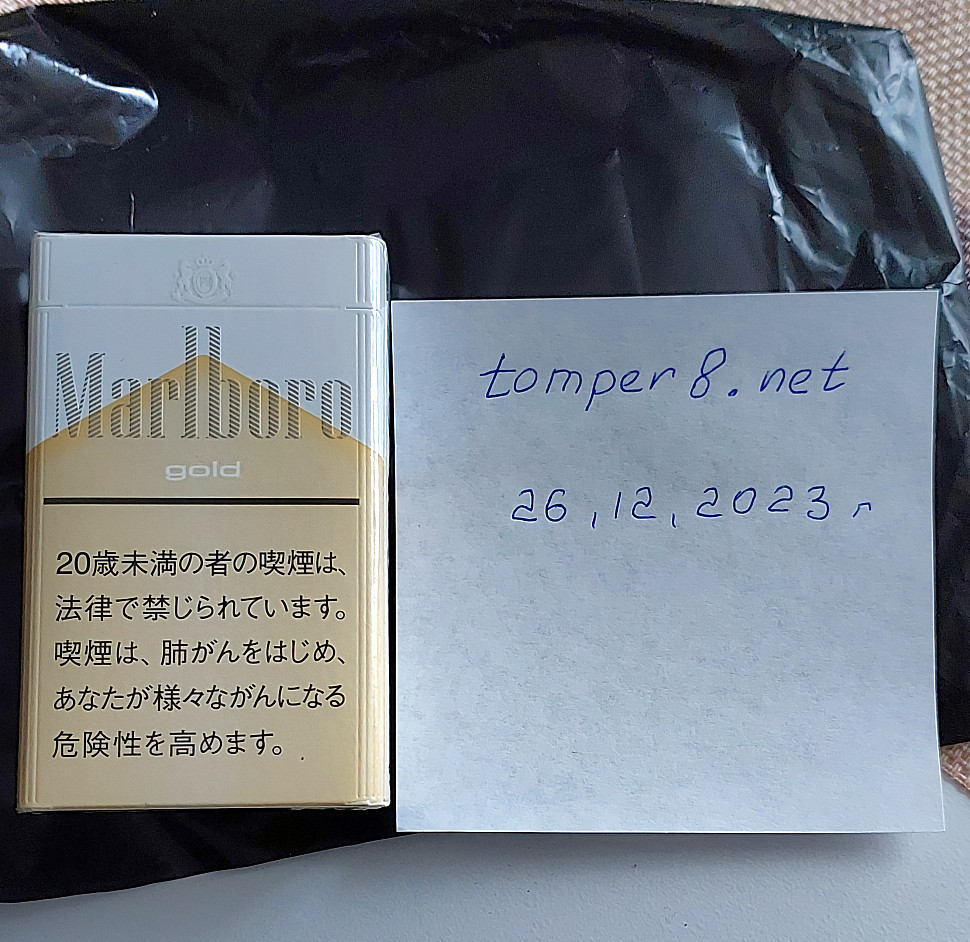 Marlboro
gold
20歳未満の者の喫煙は、
法律で禁じられています。
喫煙は、肺がんをはじめ、
あなたが様々ながんになる
危険性を高めます。
tomper8.net
26,12,2023 г